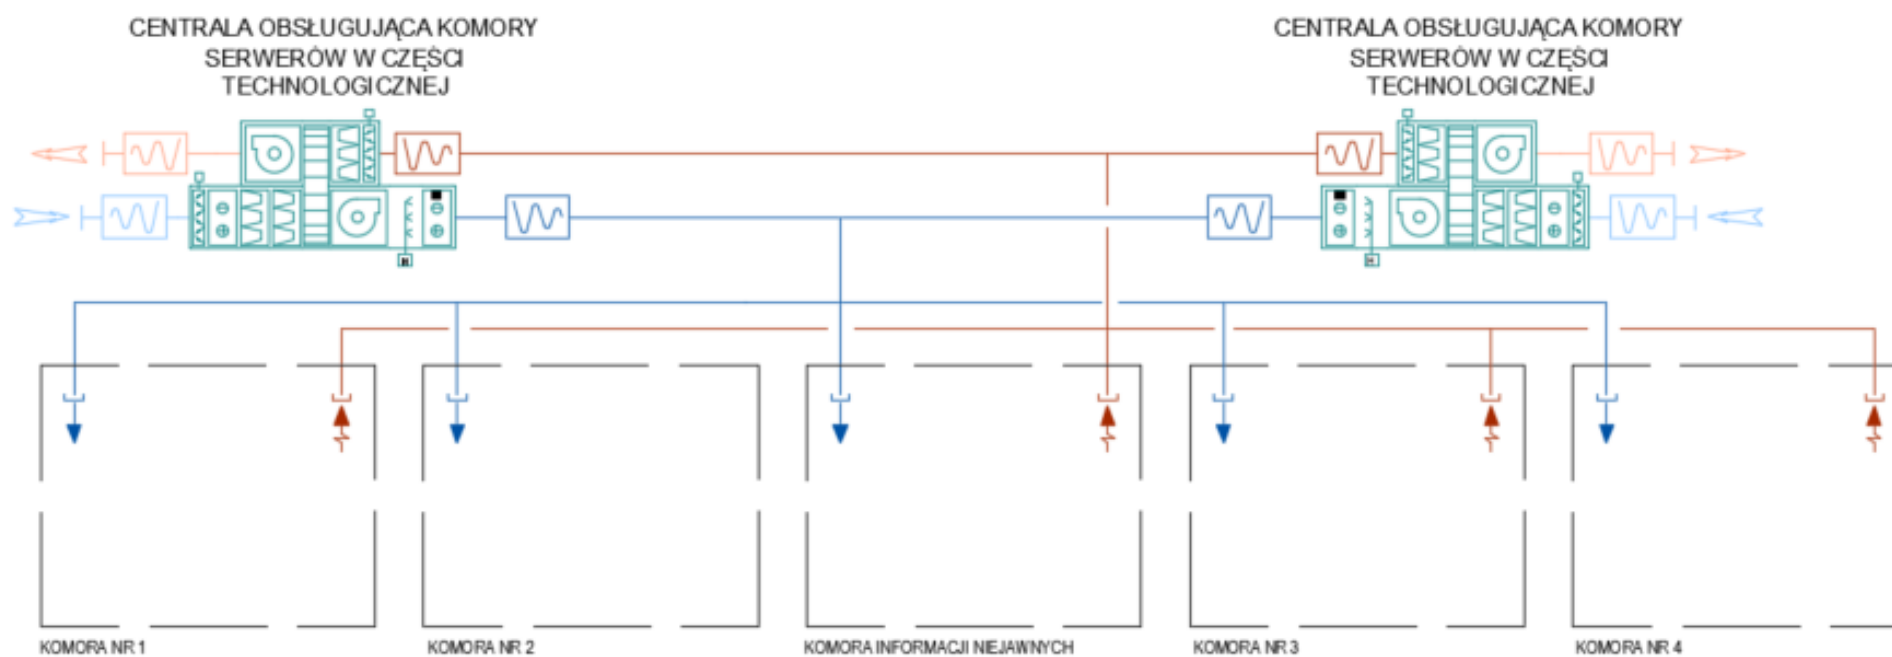 CENTRALA OBSŁUGUJĄCA KOMORY
SERWERÓW W CZĘŚCI
TECHNOLOGICZNEJ
CENTRALA OBSŁUGUJĄCA KOMORY
SERWERÓW W CZĘŚCI
TECHNOLOGICZNEJ
H
H
KOMORA NR 1
KOMORA NR 2
KOMORA INFORMACJI NIEJAWNYCH
KOMORA NR 3
KOMORA NR 4